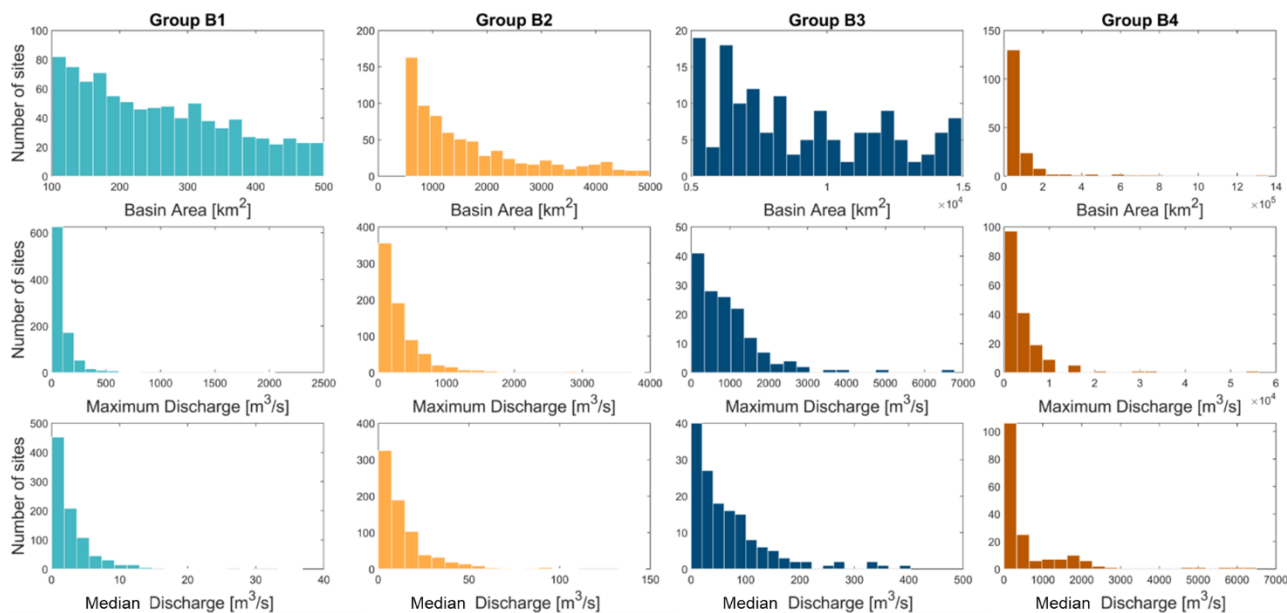 Group B1
Number of sites
100
80
60
40
20
0
100 200 300 400 500
Basin Area [km²]
Group B2
200
150
100
50
0
0 1000 2000 3000 4000 5000
Basin Area [km²]
Group B3
20
15
10
5
0
0.5 1 1.5
×10⁴
Basin Area [km²]
Group B4
150
100
50
0
0 2 4 6 8 10 12 14
×10⁵
Basin Area [km²]
Number of sites
600
400
200
0
0 500 1000 1500 2000 2500
Maximum Discharge [m³/s]
400
300
200
100
0
0 1000 2000 3000 4000
Maximum Discharge [m³/s]
50
40
30
20
10
0
0 1000 2000 3000 4000 5000 6000 7000
Maximum Discharge [m³/s]
100
80
60
40
20
0
0 1 2 3 4 5 6
×10⁴
Maximum Discharge [m³/s]
Number of sites
500
400
300
200
100
0
0 10 20 30 40
Median Discharge [m³/s]
400
300
200
100
0
0 50 100 150
Median Discharge [m³/s]
40
30
20
10
0
0 100 200 300 400 500
Median Discharge [m³/s]
100
80
60
40
20
0
0 1000 2000 3000 4000 5000 6000 7000
Median Discharge [m³/s]